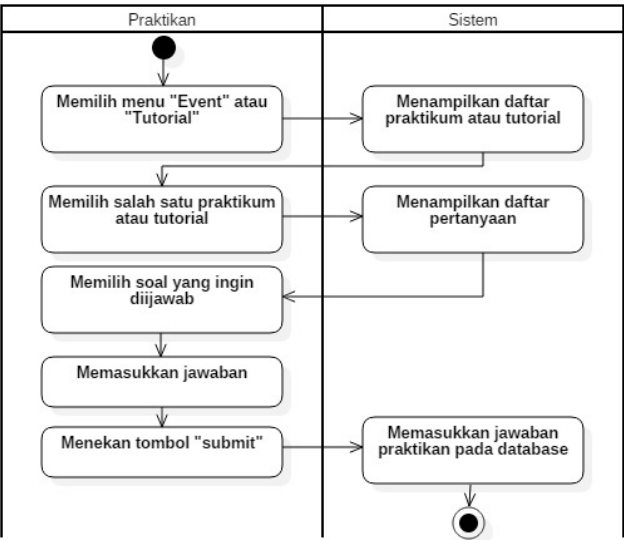 Praktikan
Sistem
Memilih menu "Event" atau
"Tutorial"
Menampilkan daftar
praktikum atau tutorial
Memilih salah satu praktikum
atau tutorial
Menampilkan daftar
pertanyaan
Memilih soal yang ingin
diijawab
Memasukkan jawaban
Menekan tombol "submit"
Memasukkan jawaban
praktikan pada database